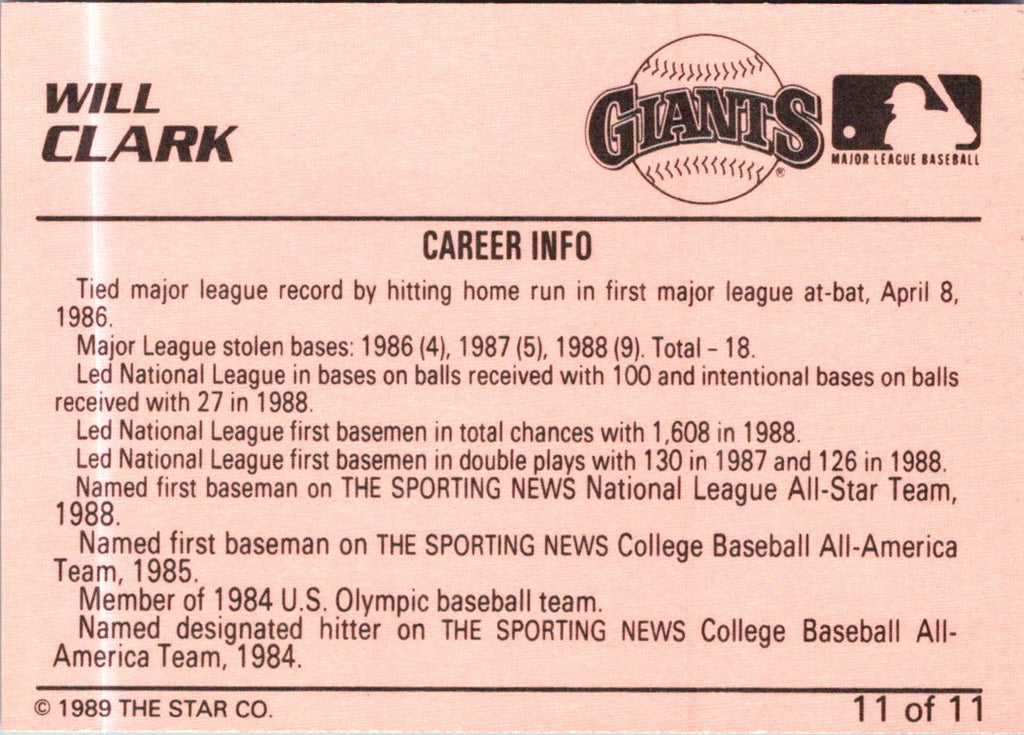 WILL
CLARK
GIANTS
®
MAJOR LEAGUE BASEBALL
CAREER INFO
Tied major league record by hitting home run in first major league at-bat, April 8,
1986.
Major League stolen bases: 1986 (4), 1987 (5), 1988 (9). Total – 18.
Led National League in bases on balls received with 100 and intentional bases on balls
received with 27 in 1988.
Led National League first basemen in total chances with 1,608 in 1988.
Led National League first basemen in double plays with 130 in 1987 and 126 in 1988.
Named first baseman on THE SPORTING NEWS National League All-Star Team,
1988.
Named first baseman on THE SPORTING NEWS College Baseball All-America
Team, 1985.
Member of 1984 U.S. Olympic baseball team.
Named designated hitter on THE SPORTING NEWS College Baseball All-
America Team, 1984.
© 1989 THE STAR CO.
11 of 11